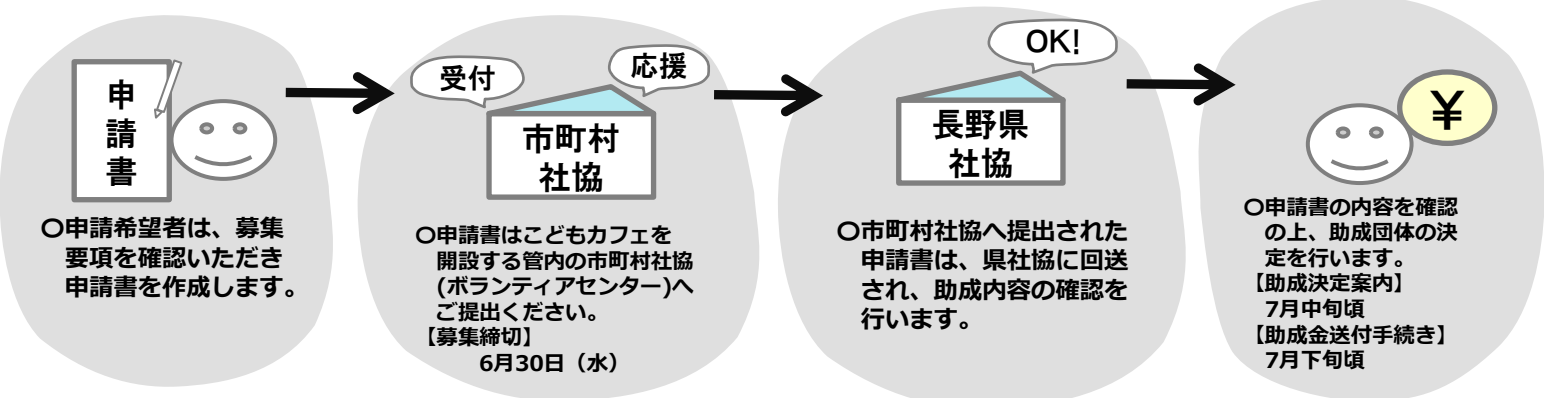 申
請
書
〇申請希望者は、募集
要項を確認いただき
申請書を作成します。
受付
応援
市町村
社協
〇申請書はこどもカフェを
開設する管内の市町村社協
(ボランティアセンター)へ
ご提出ください。
【募集締切】
6月30日（水）
OK!
長野県
社協
〇市町村社協へ提出された
申請書は、県社協に回送
され、助成内容の確認を
行います。
¥
〇申請書の内容を確認
の上、助成団体の決
定を行います。
【助成決定案内】
7月中旬頃
【助成金送付手続き】
7月下旬頃